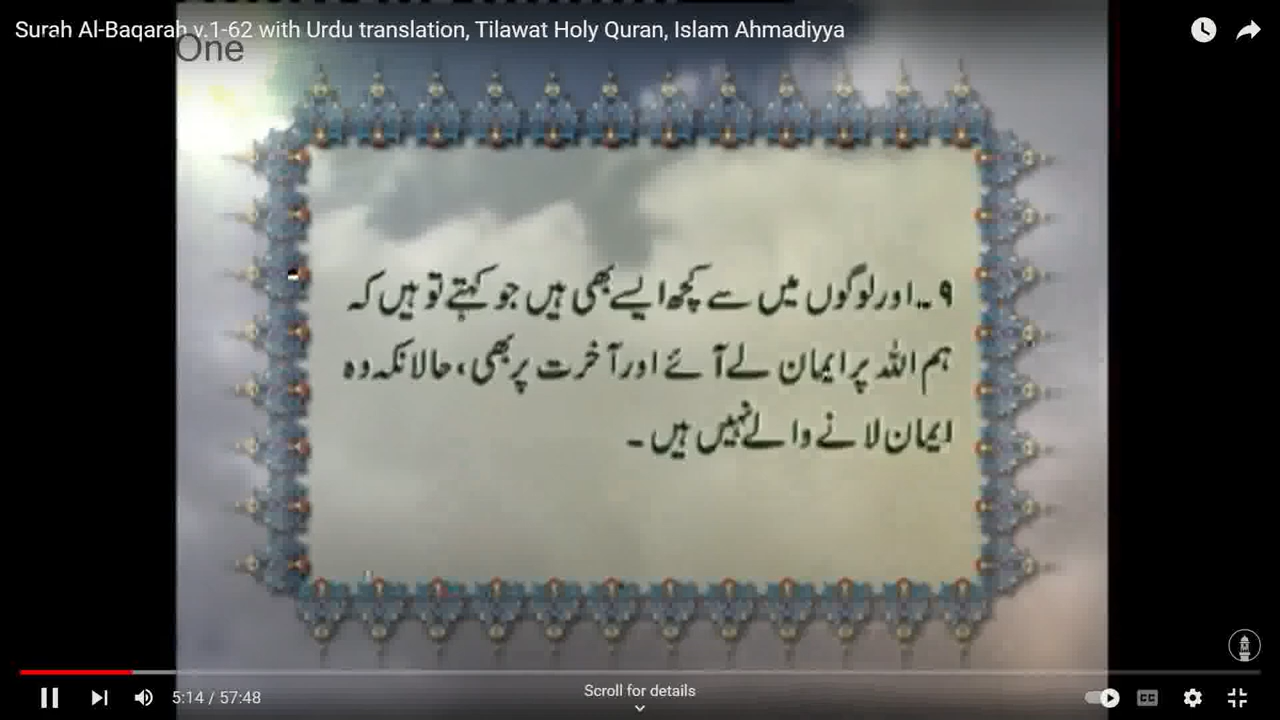 Surah Al-Baqarah v.1-62 with Urdu translation, Tilawat Holy Quran, Islam Ahmadiyya
One
۹ ۔۔اور لوگوں میں سے کچھ ایسے بھی ہیں جو کہتے تو ہیں کہ
ہم اللہ پر ایمان لے آئے اور آخرت پر بھی، حالانکہ وہ
ایمان لانے والے نہیں ہیں ۔
5:14 / 57:48
Scroll for details
CC